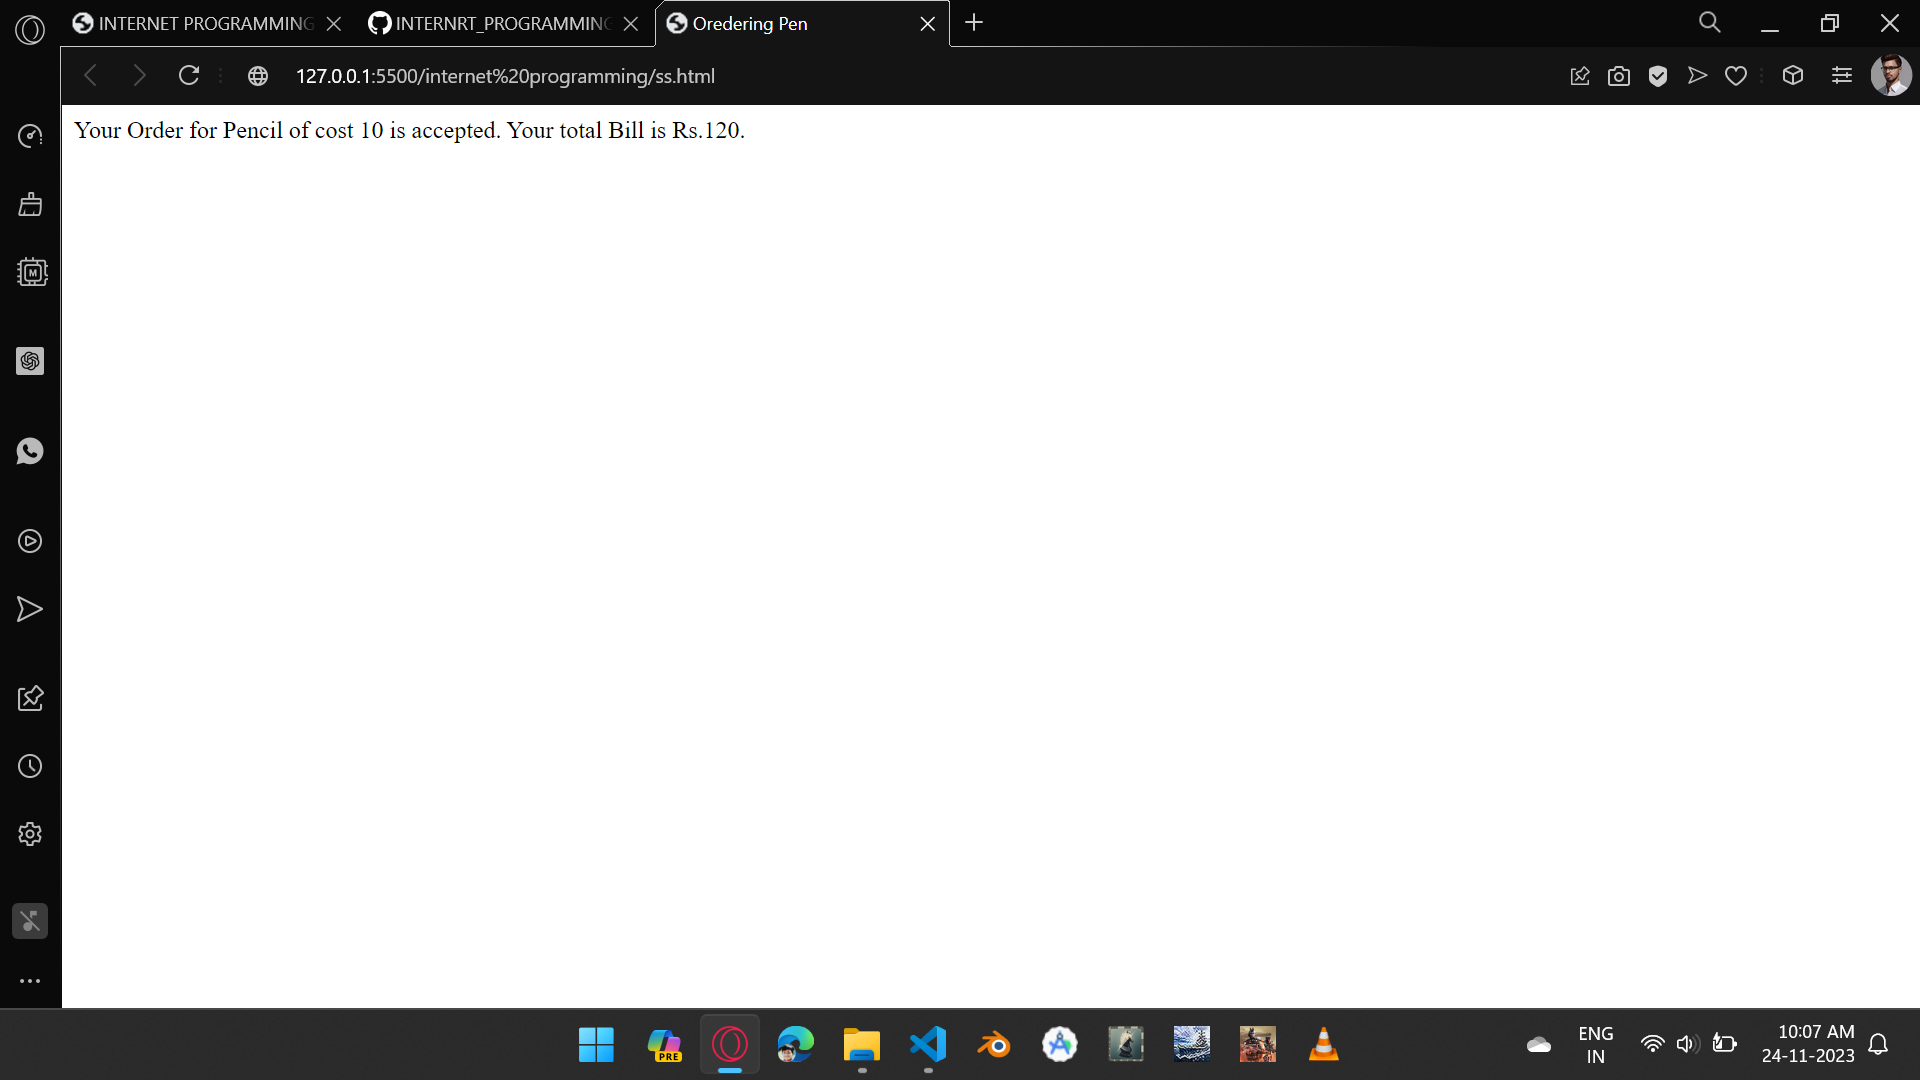 INTERNET PROGRAMMING
INTERNRT_PROGRAMMING
Oredering Pen
127.0.0.1:5500/internet%20programming/ss.html
Your Order for Pencil of cost 10 is accepted. Your total Bill is Rs.120.
M
PRE
ENG
IN
10:07 AM
24-11-2023